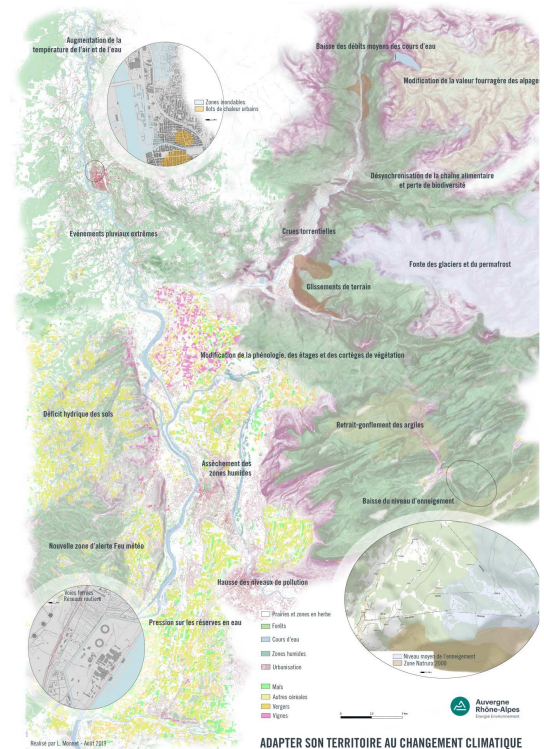 Augmentation de la
température de l'air et de l'eau
Baisse des débits moyens des cours d'eau
Modification de la valeur fourragère des alpages
Zones inondables
Ilots de chaleur urbains
Désynchronisation de la chaîne alimentaire
et perte de biodiversité
Evénements pluviaux extrêmes
Crues torrentielles
Fonte des glaciers et du permafrost
Glissements de terrain
Modification de la phénologie, des étages et des cortèges de végétation
Déficit hydrique des sols
Retrait-gonflement des argiles
Assèchement des
zones humides
Baisse du niveau d'enneigement
Nouvelle zone d'alerte Feu météo
Hausse des niveaux de pollution
Voies ferrées
Réseaux routiers
Pression sur les réserves en eau
Prairies et zones en herbe
Forêts
Cours d'eau
Zones humides
Urbanisation
Maïs
Autres céréales
Vergers
Vignes
Niveau moyen de l'enneigement
Zone Natrura 2000
Auvergne
Rhône-Alpes
Energie Environnement
Réalisé par L. Monnet - Août 2019
ADAPTER SON TERRITOIRE AU CHANGEMENT CLIMATIQUE